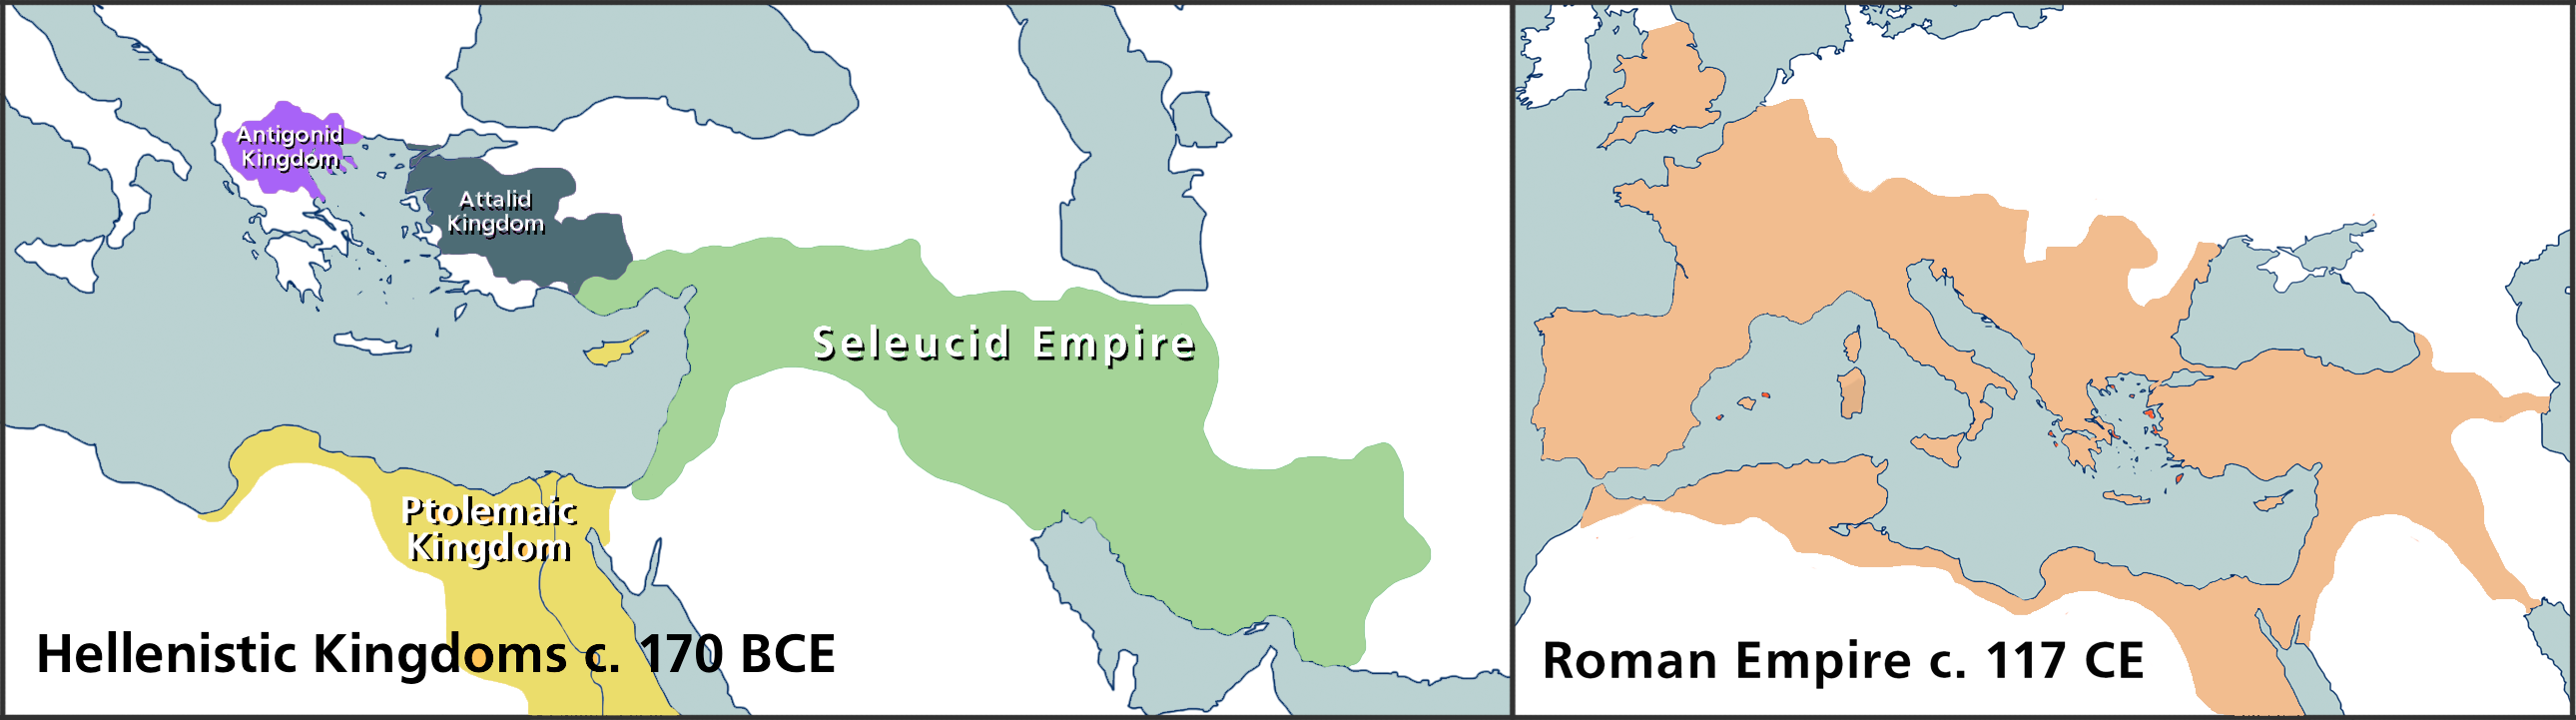 Antigonid
Kingdom
Attalid
Kingdom
Seleucid Empire
Ptolemaic
Kingdom
Hellenistic Kingdoms c. 170 BCE
Roman Empire c. 117 CE